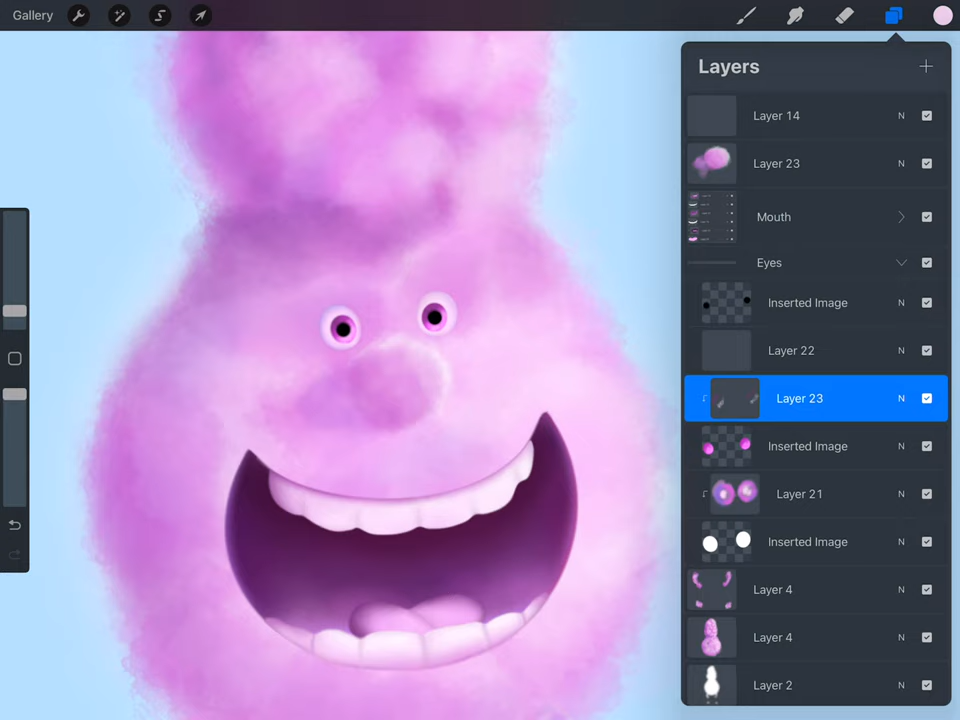 Gallery
Layers
Layer 14 N
Layer 23 N
Mouth
Eyes
Inserted Image N
Layer 22 N
Layer 23 N
Inserted Image N
Layer 21 N
Inserted Image N
Layer 4 N
Layer 4 N
Layer 2 N